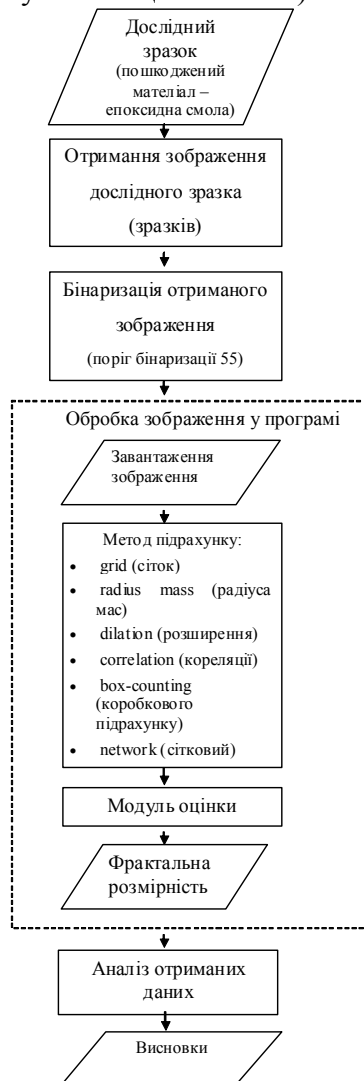 Дослідний
зразок
(пошкоджений
мателіал –
епоксидна смола)
Отримання зображення
дослідного зразка
(зразків)
Бінаризація отриманого
зображення
(поріг бінаризації 55)
Обробка зображення у програмі
Завантаження
зображення
Метод підрахунку:
• grid (сіток)
• radius mass (радіуса
мас)
• dilation (розширення)
• correlation (кореляції)
• box-counting
(коробкового
підрахунку)
• network (сітковий)
Модуль оцінки
Фрактальна
розмірність
Аналіз отриманих
даних
Висновки